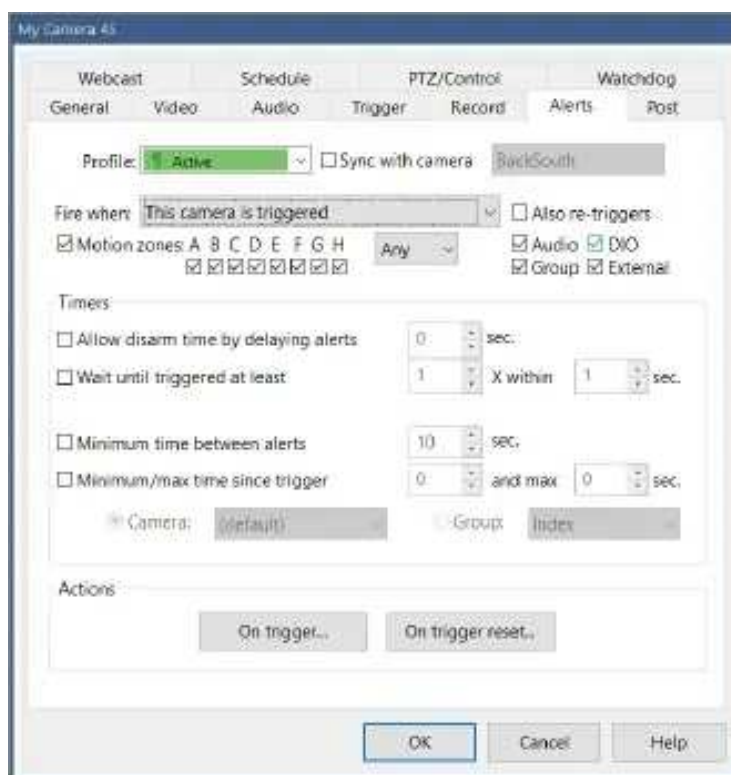 My Camera 45
Webcast Schedule PTZ/Control Watchdog
General Video Audio Trigger Record Alerts Post
Profile: Active Sync with camera BackSouth
Fire when: This camera is triggered Also re-triggers
Motion zones: A B C D E F G H Any Audio DIO
Group External
Timers
Allow disarm time by delaying alerts 0 sec.
Wait until triggered at least 1 X within 1 sec.
Minimum time between alerts 10 sec.
Minimum/max time since trigger 0 and max 0 sec.
Camera: (default) Group: Index
Actions
On trigger... On trigger reset..
OK Cancel Help